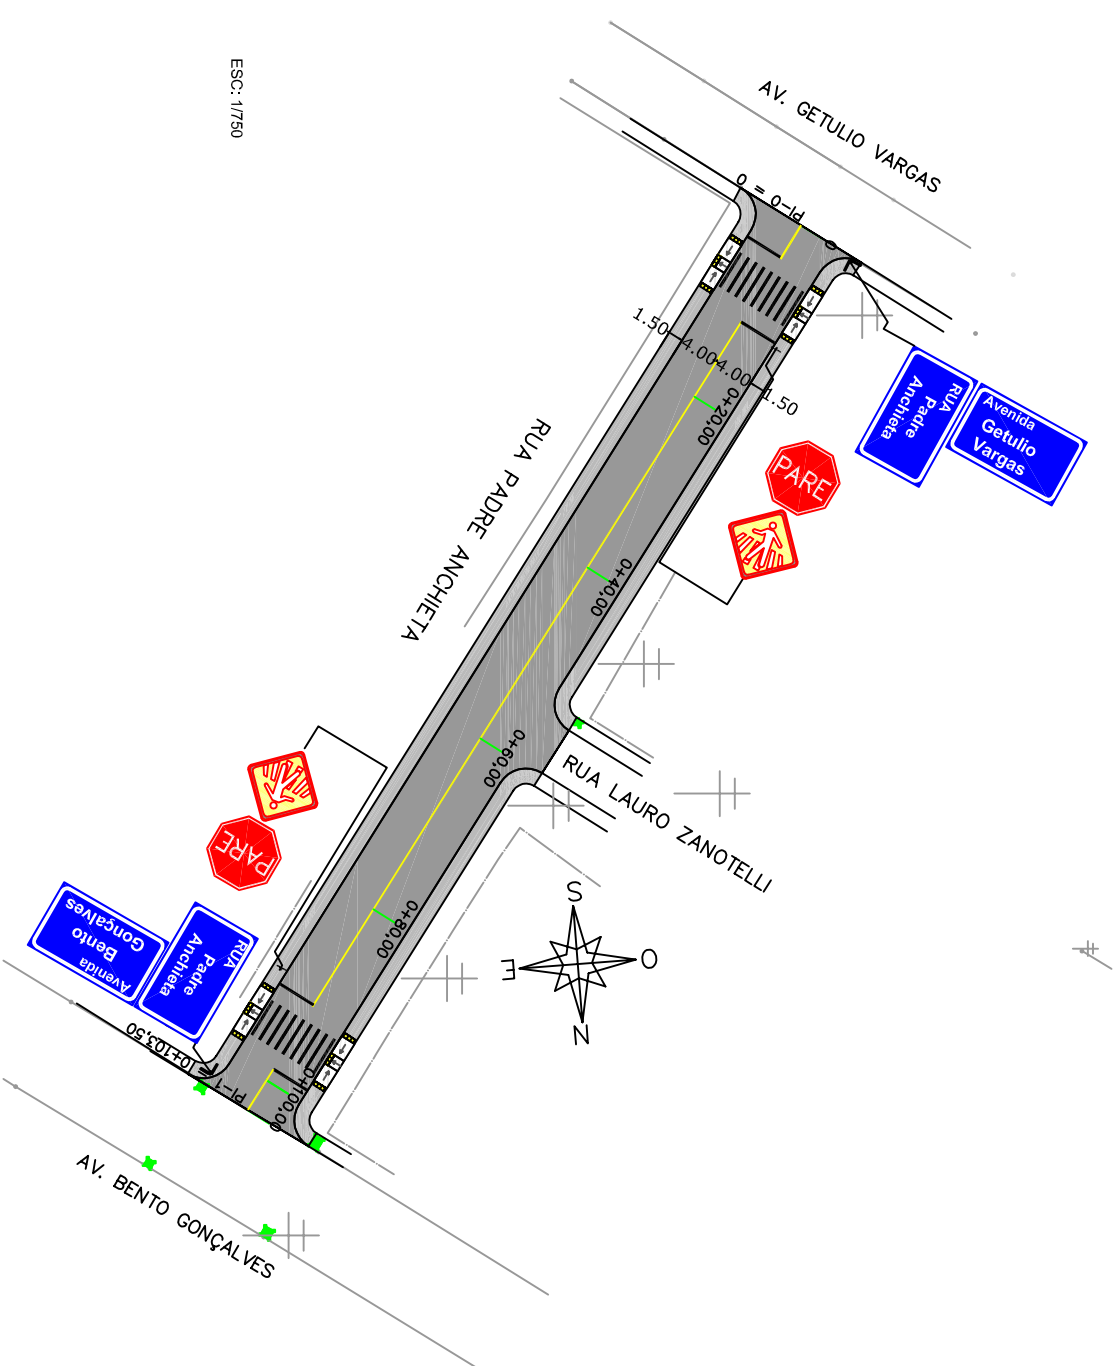 ESC: 1/750
AV. GETULIO VARGAS
PI-0 = 0
0
1.50
4.00
4.00
1.50
0+20,00
RUA
Padre
Anchieta
Avenida
Getulio
Vargas
PARE
RUA PADRE ANCHIETA
0+40,00
0+60,00
RUA LAURO ZANOTELLI
0+80,00
PARE
Avenida
Bento
Gonçalves
RUA
Padre
Anchieta
S
E
O
N
PI-1 = 10+103,50
0+100,00
AV. BENTO GONÇALVES